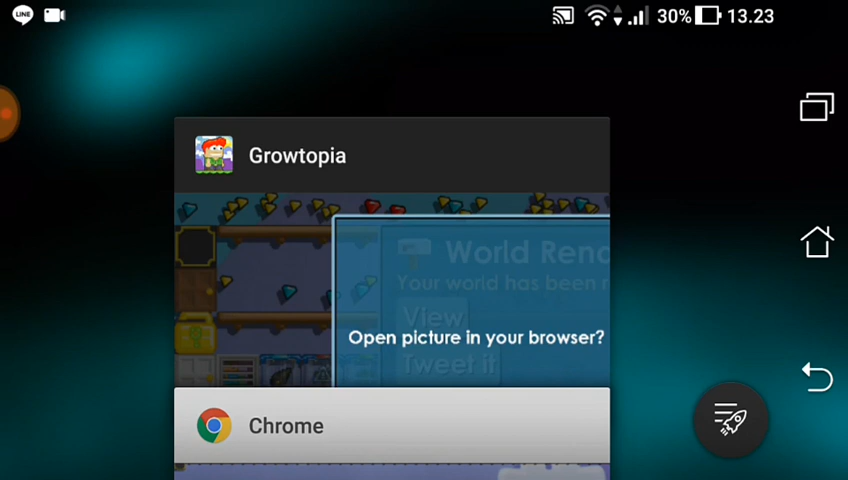 LINE
30% 13.23
Growtopia
World Rend
Your world has been r
View
Open picture in your browser?
Tweet it
Chrome